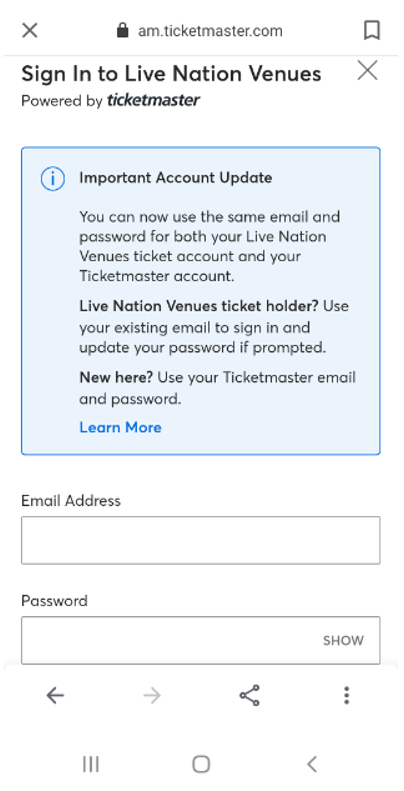 am.ticketmaster.com
Sign In to Live Nation Venues
Powered by ticketmaster
Important Account Update
You can now use the same email and
password for both your Live Nation
Venues ticket account and your
Ticketmaster account.
Live Nation Venues ticket holder? Use
your existing email to sign in and
update your password if prompted.
New here? Use your Ticketmaster email
and password.
Learn More
Email Address
Password
SHOW